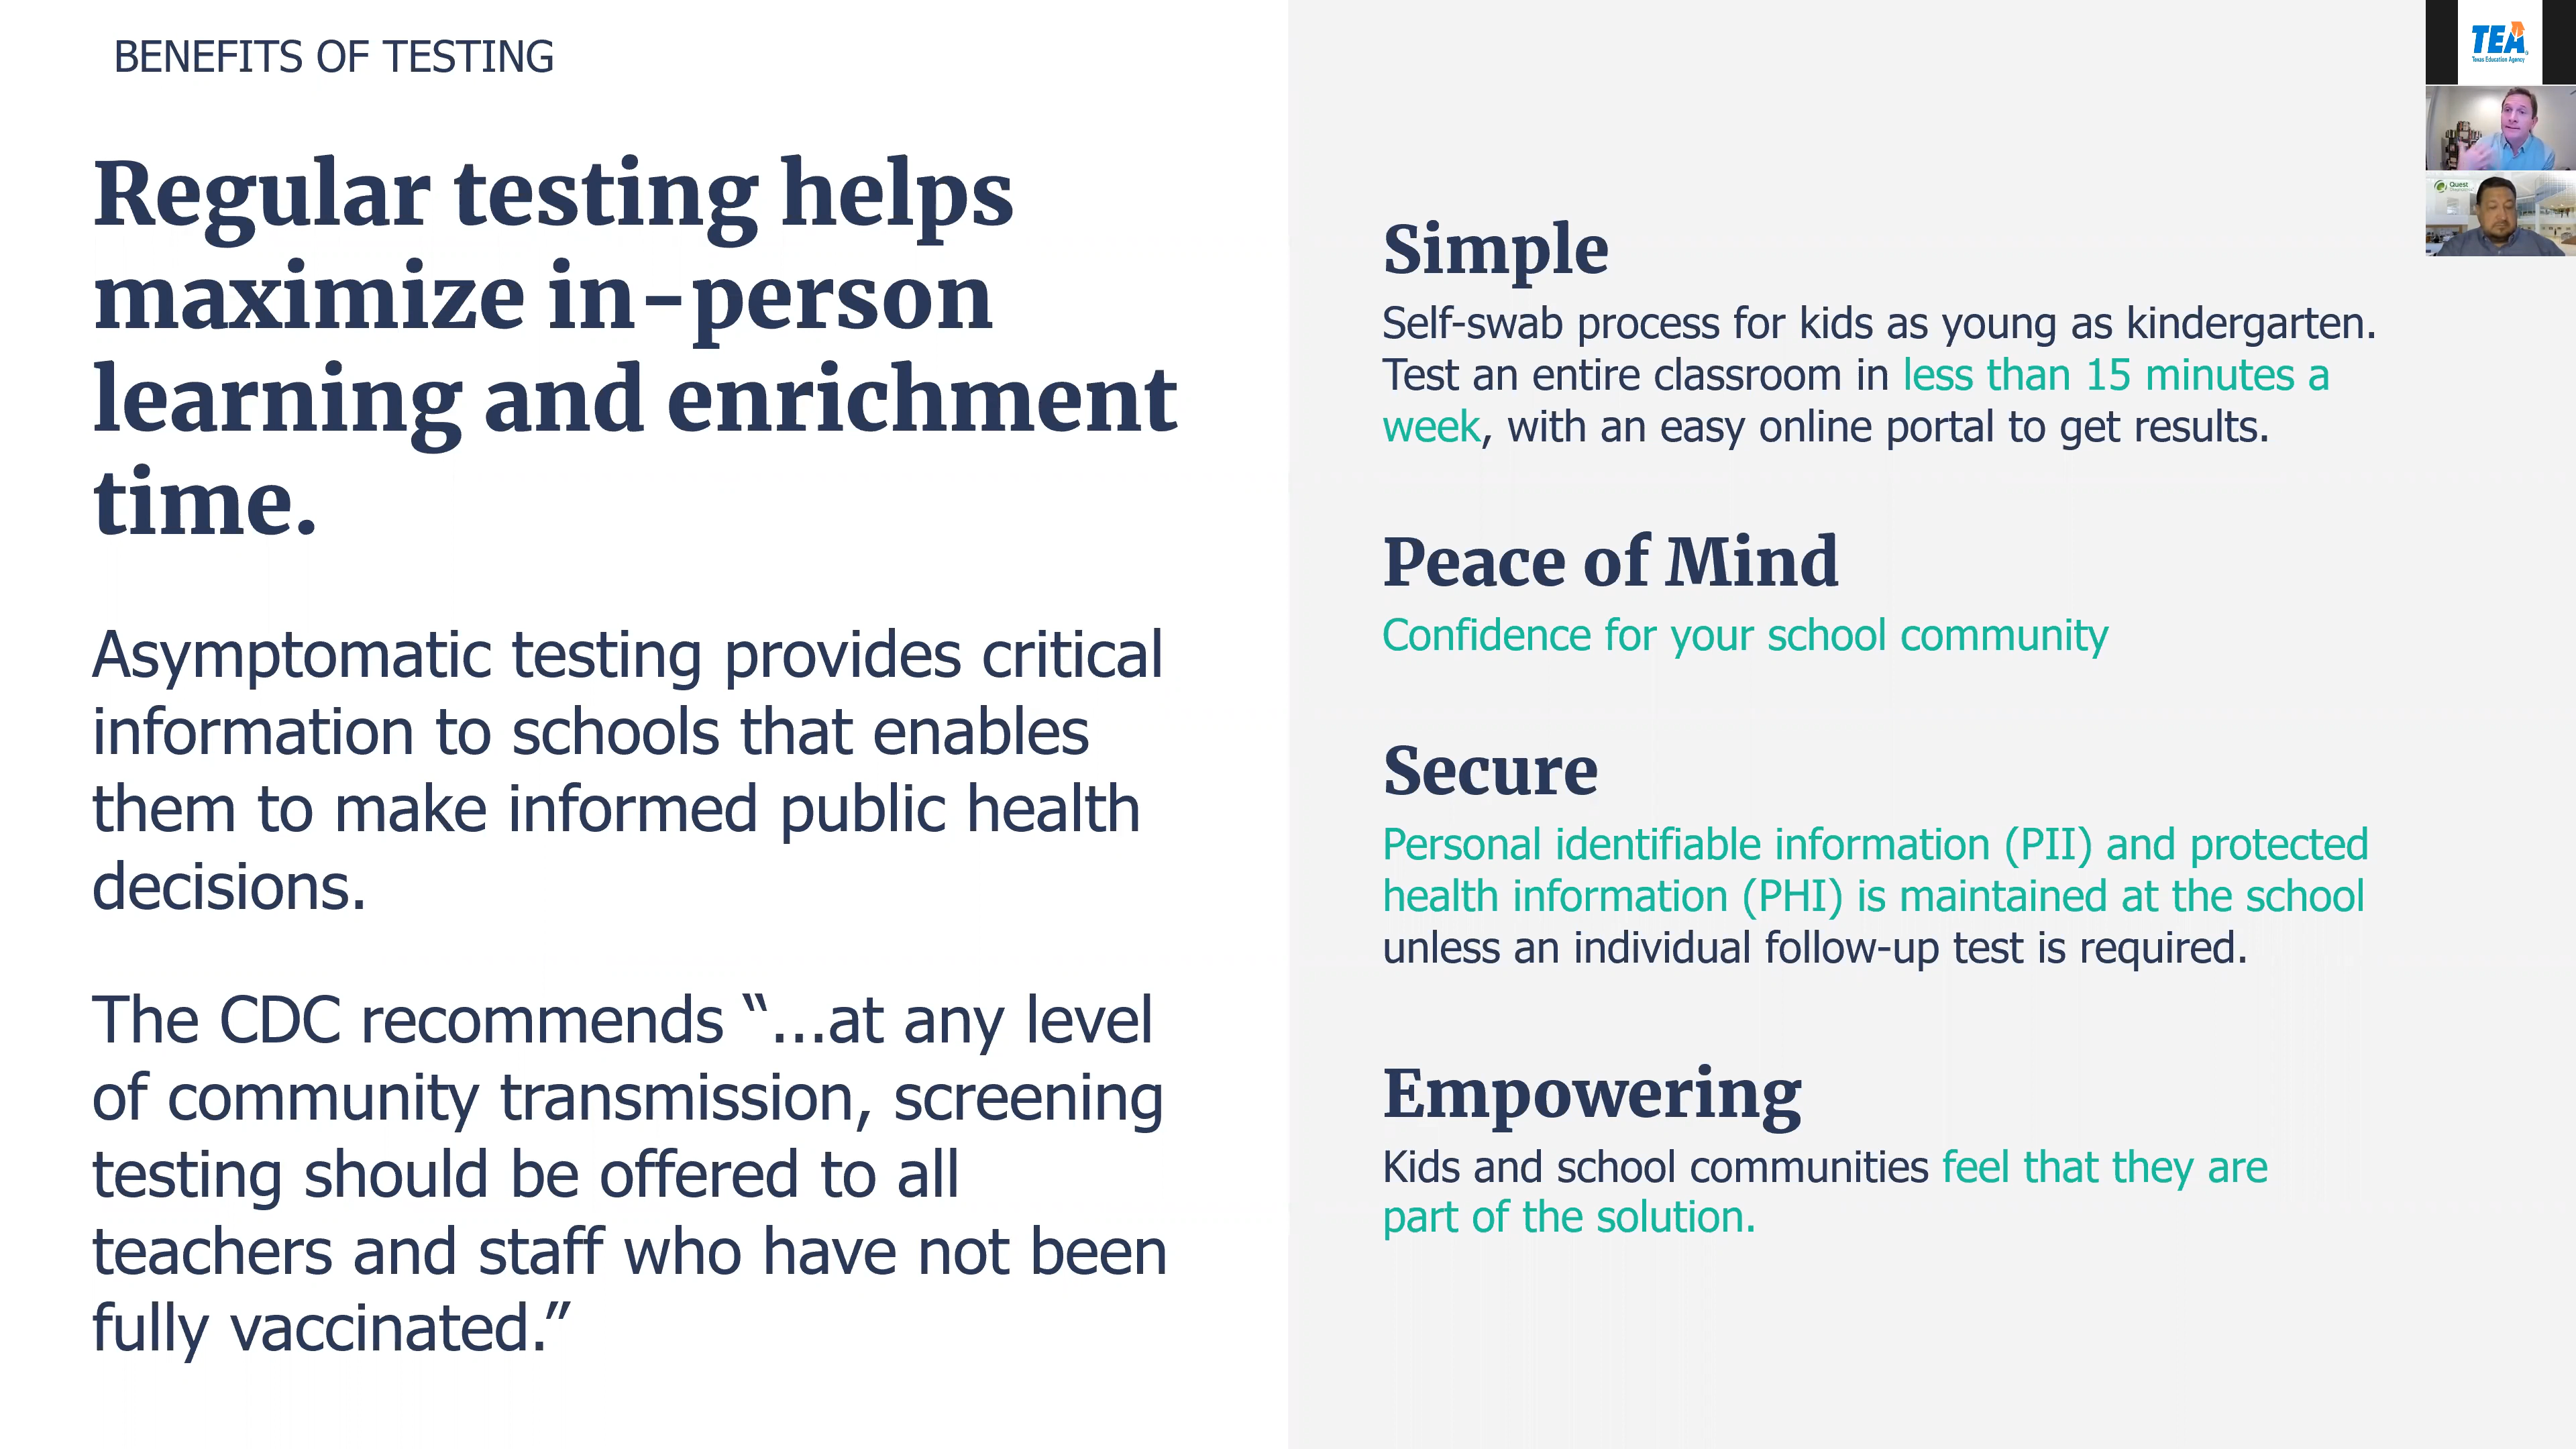 BENEFITS OF TESTING
Regular testing helps
maximize in-person
learning and enrichment
time.
Asymptomatic testing provides critical
information to schools that enables
them to make informed public health
decisions.
The CDC recommends “...at any level
of community transmission, screening
testing should be offered to all
teachers and staff who have not been
fully vaccinated.”
Simple
Self-swab process for kids as young as kindergarten.
Test an entire classroom in less than 15 minutes a
week, with an easy online portal to get results.
Peace of Mind
Confidence for your school community
Secure
Personal identifiable information (PII) and protected
health information (PHI) is maintained at the school
unless an individual follow-up test is required.
Empowering
Kids and school communities feel that they are
part of the solution.
TEA
Texas Education Agency
Quest